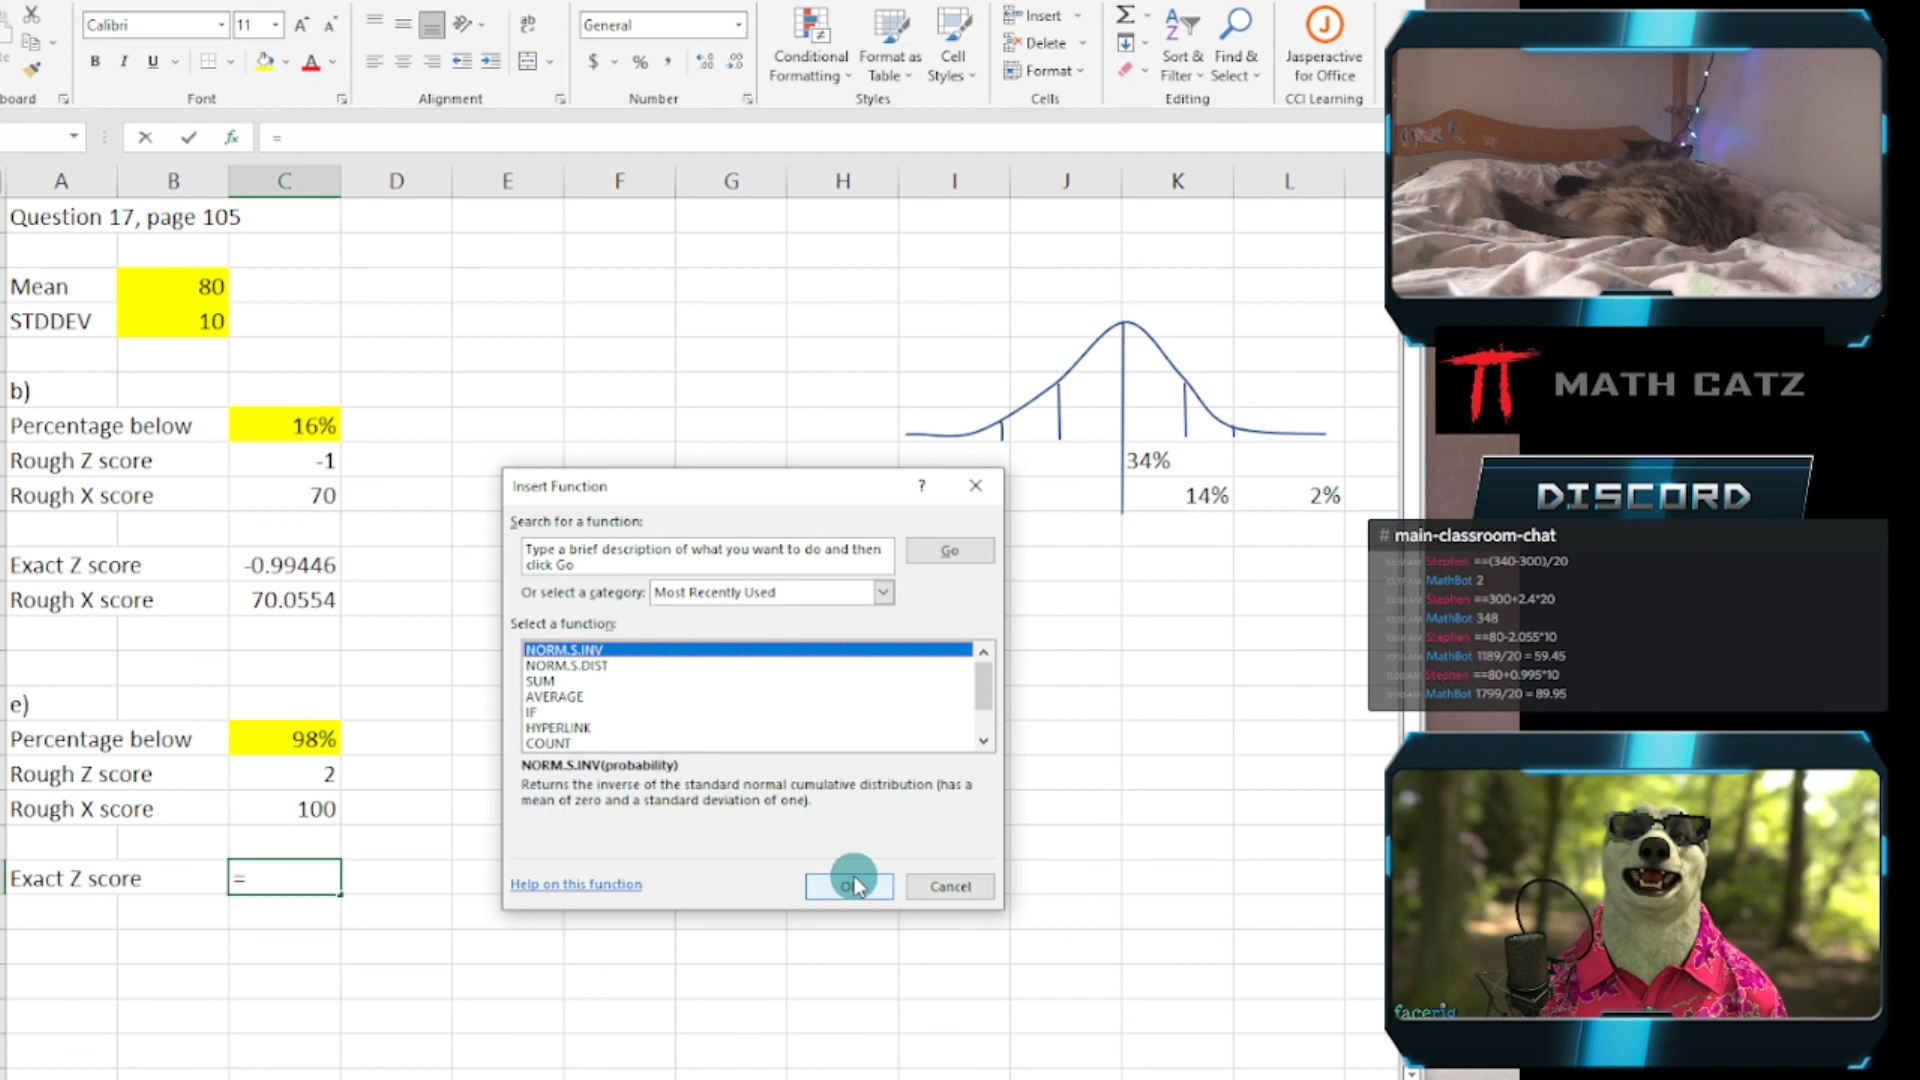 Calibri
11
General
B I U
$ % ,
Conditional
Formatting
Format as
Table
Cell
Styles
Insert
Delete
Format
Sort &
Filter
Find &
Select
Jasperactive
for Office
board
Font
Alignment
Number
Styles
Cells
Editing
CCI Learning
fx
=
A B C D E F G H I J K L
Question 17, page 105
Mean 80
STDDEV 10
b)
Percentage below 16%
Rough Z score -1
Rough X score 70
Exact Z score -0.99446
Rough X score 70.0554
e)
Percentage below 98%
Rough Z score 2
Rough X score 100
Exact Z score =
34%
14% 2%
Insert Function
?
Search for a function:
Type a brief description of what you want to do and then
click Go
Go
Or select a category: Most Recently Used
Select a function:
NORM.S.INV
NORM.S.DIST
SUM
AVERAGE
IF
HYPERLINK
COUNT
NORM.S.INV(probability)
Returns the inverse of the standard normal cumulative distribution (has a
mean of zero and a standard deviation of one).
Help on this function
Cancel
MATH CATZ
DISCORD
# main-classroom-chat
Stephen ==(340-300)/20
MathBot 2
Stephen ==300+2.4*20
MathBot 348
Stephen ==80-2.055*10
MathBot 1189/20 = 59.45
Stephen ==80+0.995*10
MathBot 1799/20 = 89.95
facerig